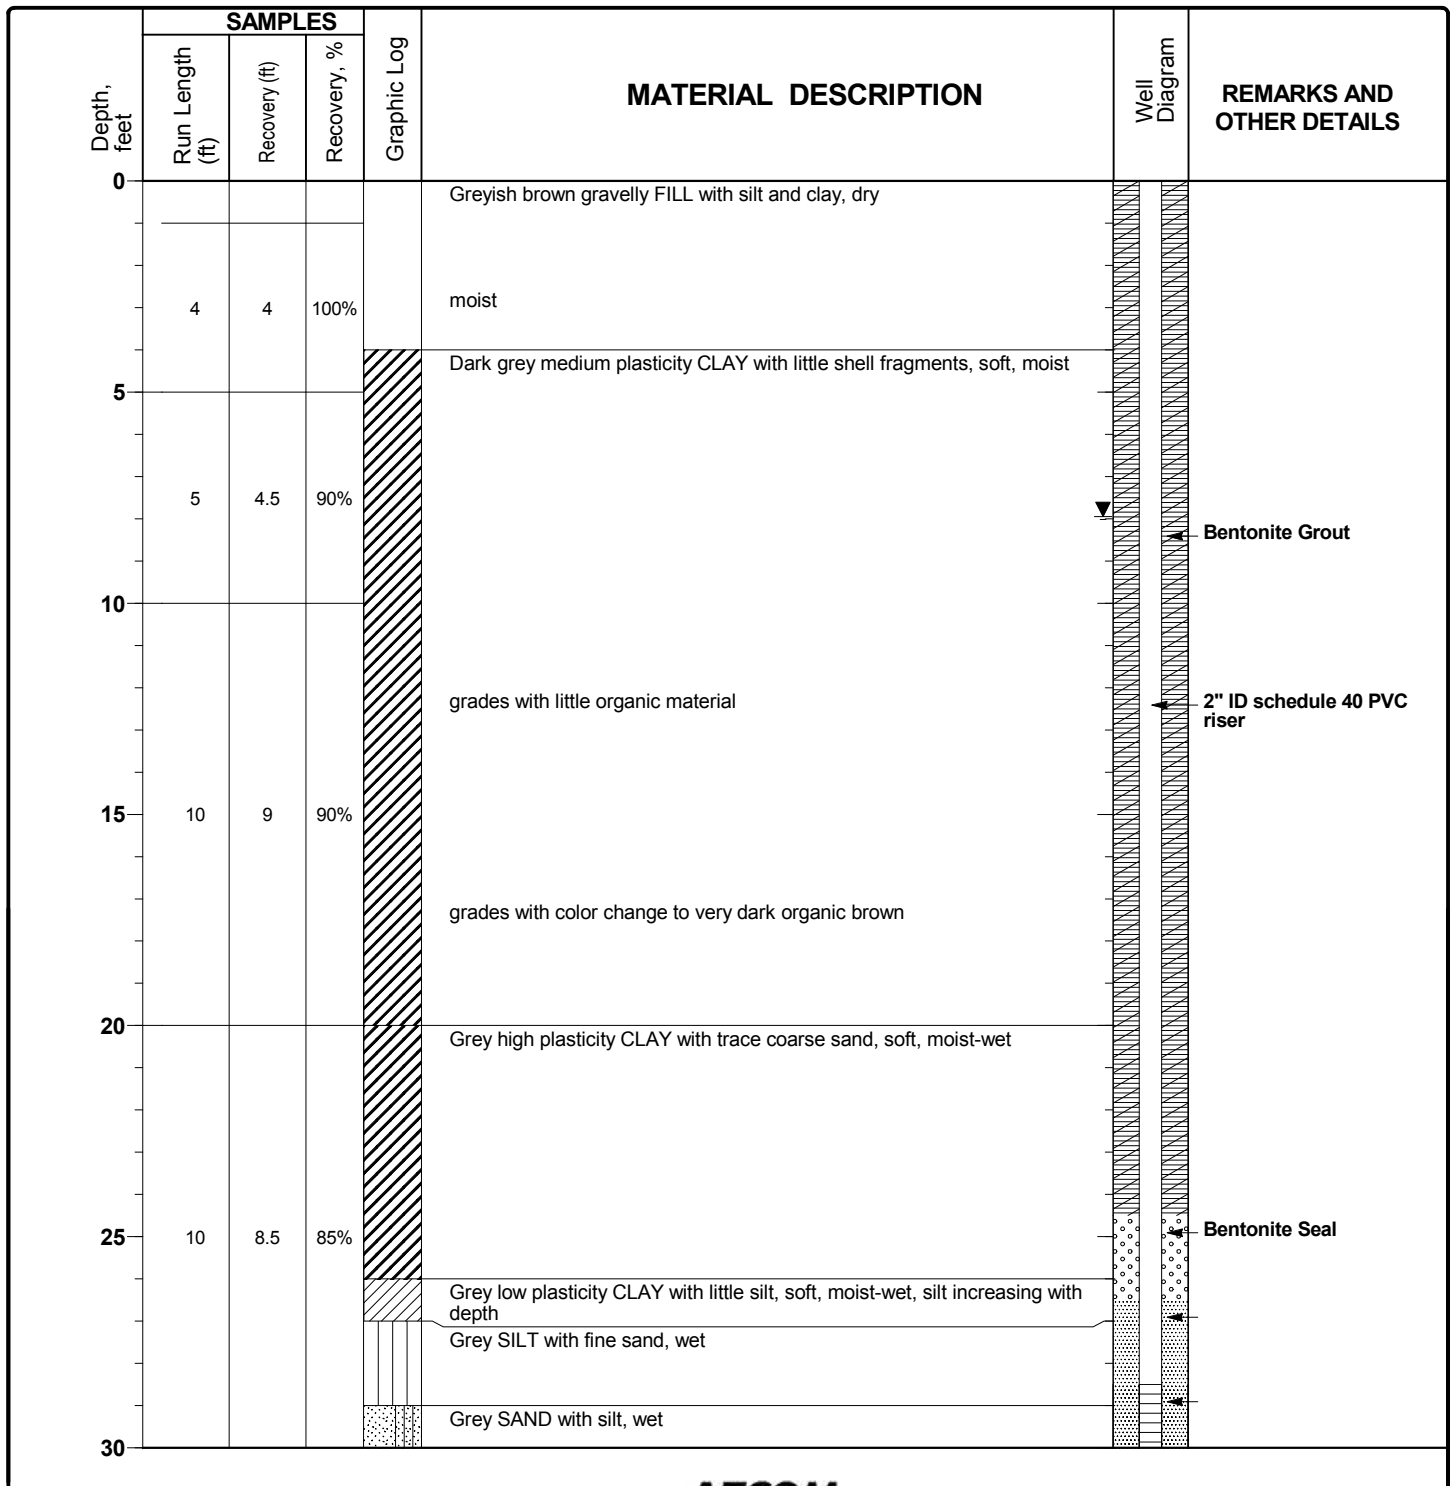 SAMPLES
Depth,
feet
Run Length
(ft)
Recovery (ft)
Recovery, %
Graphic Log
MATERIAL DESCRIPTION
Well
Diagram
REMARKS AND
OTHER DETAILS
0
Greyish brown gravelly FILL with silt and clay, dry
4 4 100%
moist
Dark grey medium plasticity CLAY with little shell fragments, soft, moist
5
5 4.5 90%
Bentonite Grout
10
grades with little organic material
2" ID schedule 40 PVC
riser
15
10 9 90%
grades with color change to very dark organic brown
20
Grey high plasticity CLAY with trace coarse sand, soft, moist-wet
25
10 8.5 85%
Bentonite Seal
Grey low plasticity CLAY with little silt, soft, moist-wet, silt increasing with
depth
Grey SILT with fine sand, wet
Grey SAND with silt, wet
30